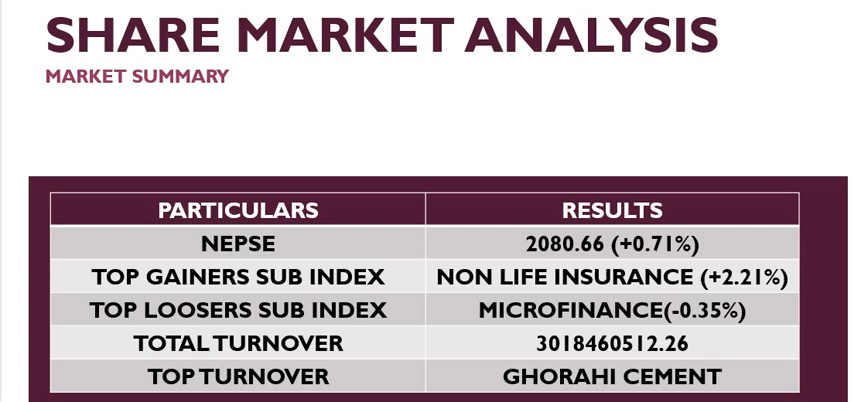 SHARE MARKET ANALYSIS
MARKET SUMMARY
PARTICULARS RESULTS
NEPSE 2080.66 (+0.71%)
TOP GAINERS SUB INDEX NON LIFE INSURANCE (+2.21%)
TOP LOOSERS SUB INDEX MICROFINANCE(-0.35%)
TOTAL TURNOVER 3018460512.26
TOP TURNOVER GHORAHI CEMENT